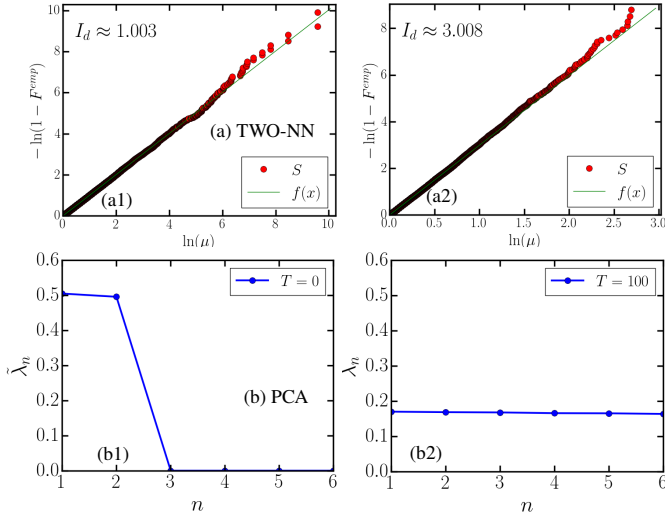 I_d ≈ 1.003
− ln(1 − F^{emp})
10
8
6
4
2
0
(a) TWO-NN
S
f(x)
(a1)
0 2 4 6 8 10
ln(μ)
I_d ≈ 3.008
− ln(1 − F^{emp})
8
6
4
2
0
S
f(x)
(a2)
0.0 0.5 1.0 1.5 2.0 2.5 3.0
ln(μ)
0.6
0.5
0.4
0.3
0.2
0.1
0.0
λ̃_n
T = 0
(b) PCA
(b1)
1 2 3 4 5 6
n
0.6
0.5
0.4
0.3
0.2
0.1
0.0
λ_n
T = 100
(b2)
1 2 3 4 5 6
n